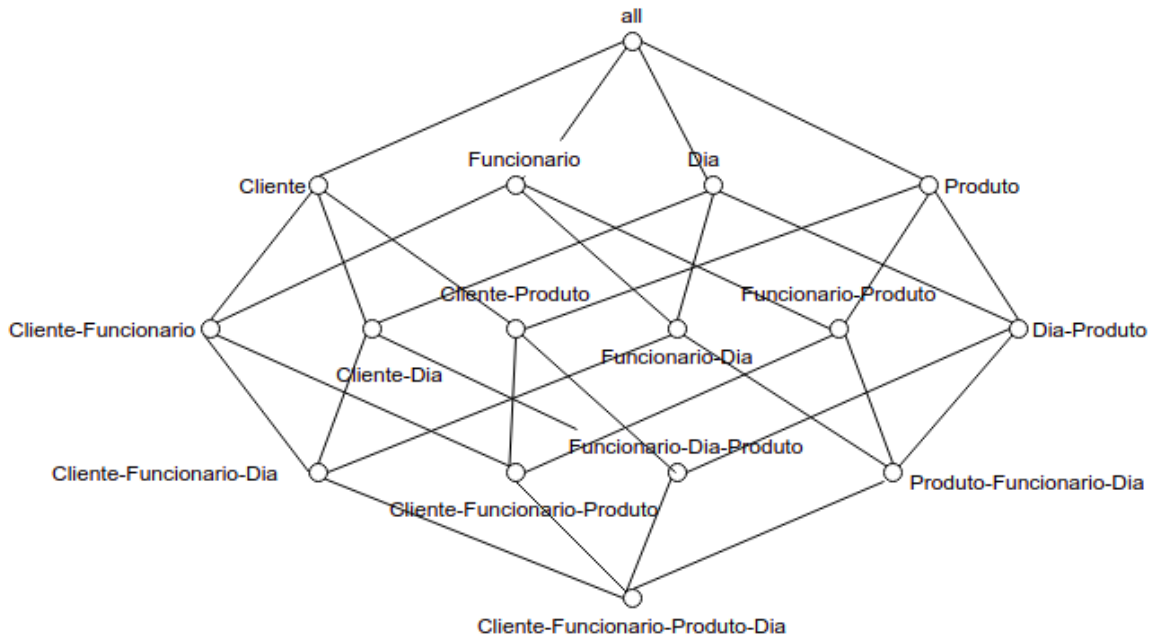 all
Funcionario
Dia
Cliente
Produto
Cliente-Produto
Funcionario-Produto
Cliente-Funcionario
Funcionario-Dia
Dia-Produto
Cliente-Dia
Funcionario-Dia-Produto
Cliente-Funcionario-Dia
Produto-Funcionario-Dia
Cliente-Funcionario-Produto
Cliente-Funcionario-Produto-Dia